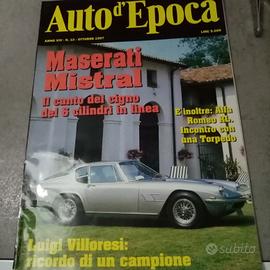 Auto d'Epoca
ANNO VIII - N. 10 - OTTOBRE 1997
LIRE 9.000
Maserati
Mistral
Il canto del cigno
dei 6 cilindri in linea
E inoltre: Alfa
Romeo RL.
Incontro con
una Torpedo
Luigi Villoresi:
ricordo di un campione
subito